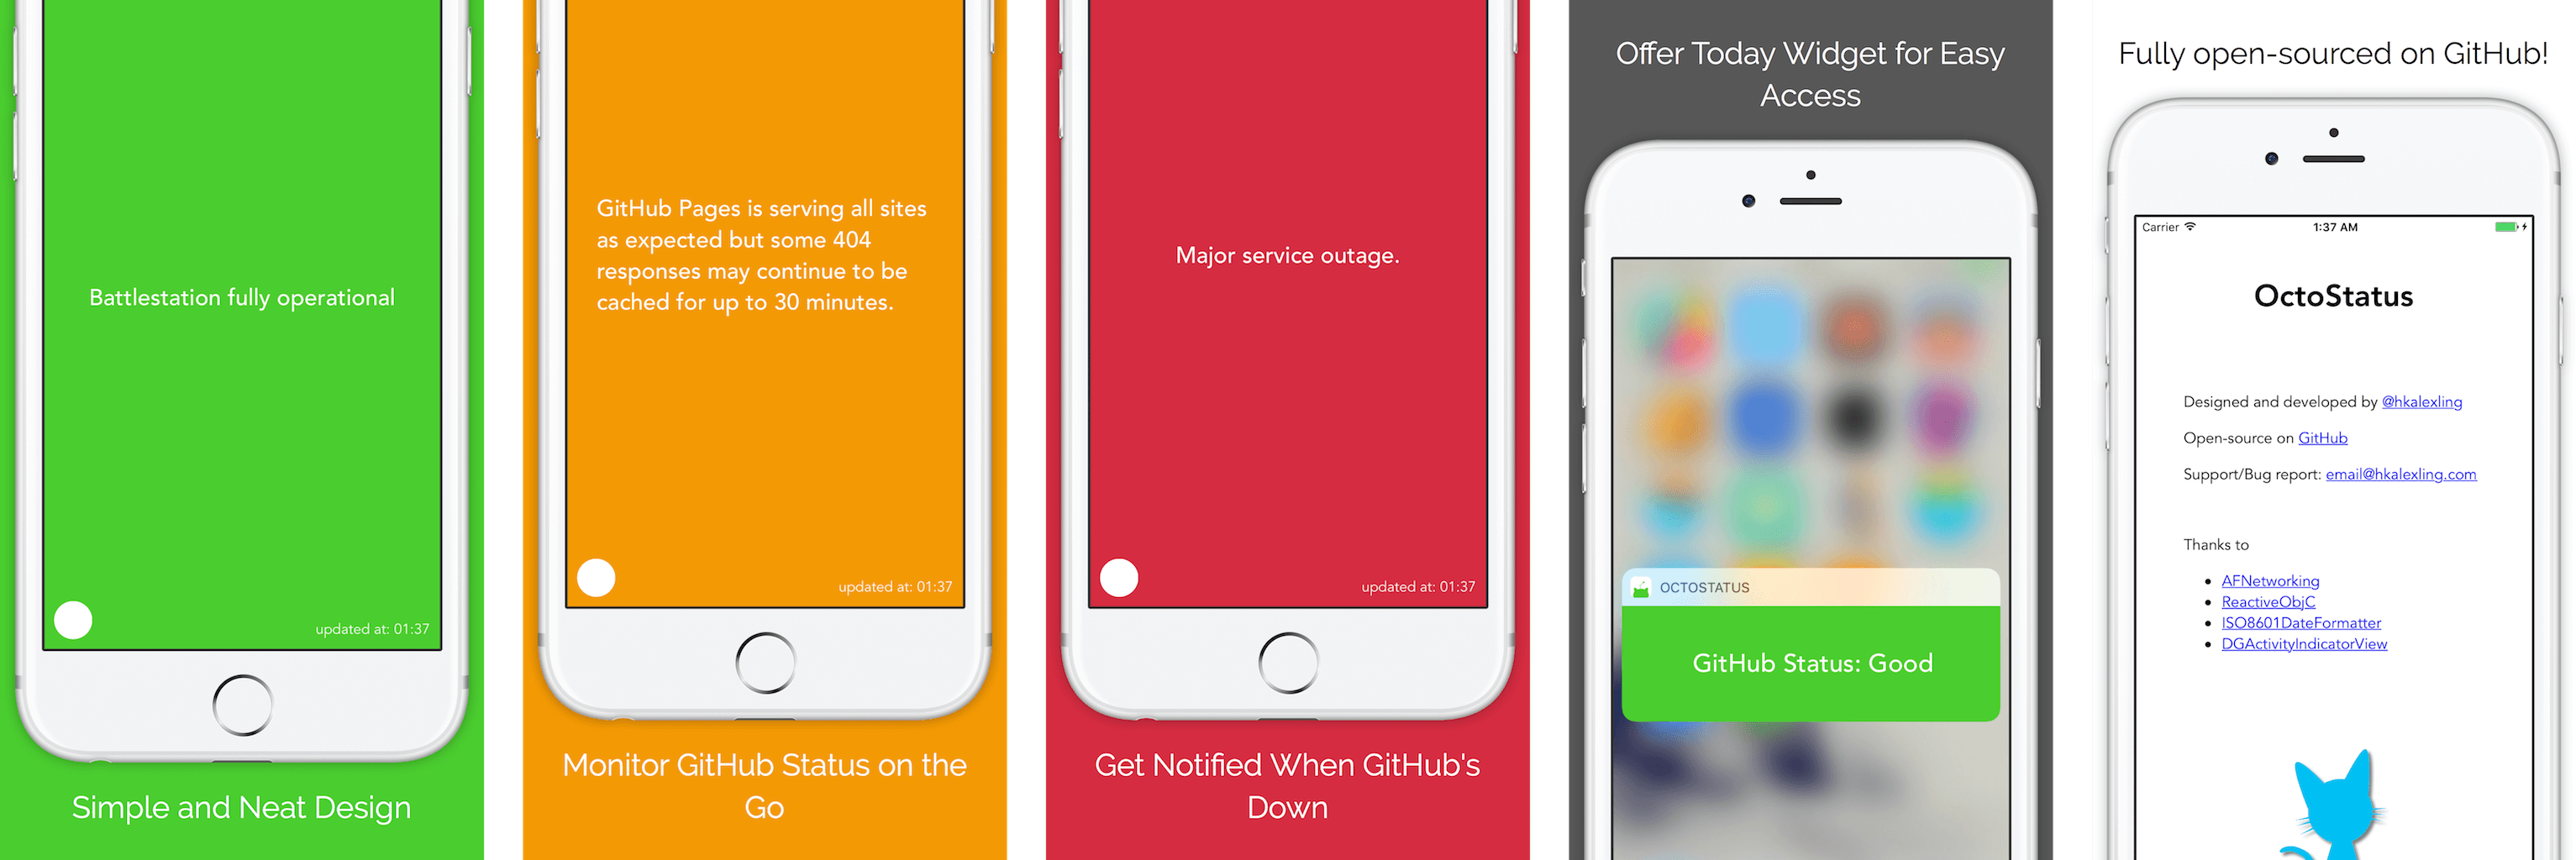 Battlestation fully operational
updated at: 01:37
Simple and Neat Design
GitHub Pages is serving all sites
as expected but some 404
responses may continue to be
cached for up to 30 minutes.
updated at: 01:37
Monitor GitHub Status on the
Go
Major service outage.
updated at: 01:37
Get Notified When GitHub's
Down
Offer Today Widget for Easy
Access
OCTOSTATUS
GitHub Status: Good
Fully open-sourced on GitHub!
Carrier 1:37 AM
OctoStatus
Designed and developed by @hkalexling
Open-source on GitHub
Support/Bug report: email@hkalexling.com
Thanks to
AFNetworking
ReactiveObjC
ISO8601DateFormatter
DGActivityIndicatorView